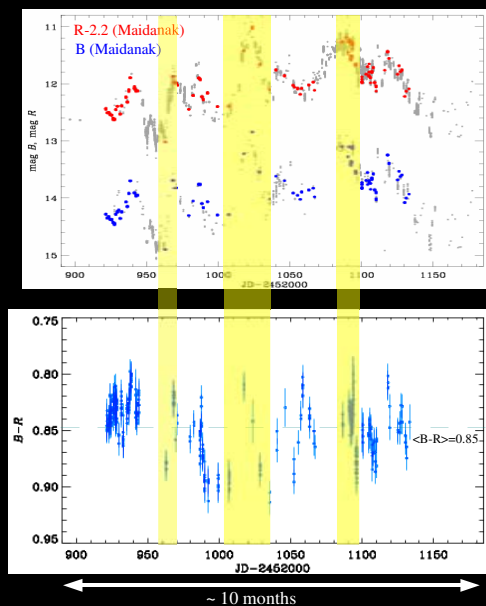 R-2.2 (Maidanak)
B (Maidanak)
mag B, mag R
11
12
13
14
15
900 950 1000 1050 1100 1150
JD-2452000
0.75
0.80
0.85
0.90
0.95
B-R
<B-R>=0.85
900 950 1000 1050 1100 1150
JD-2452000
~ 10 months